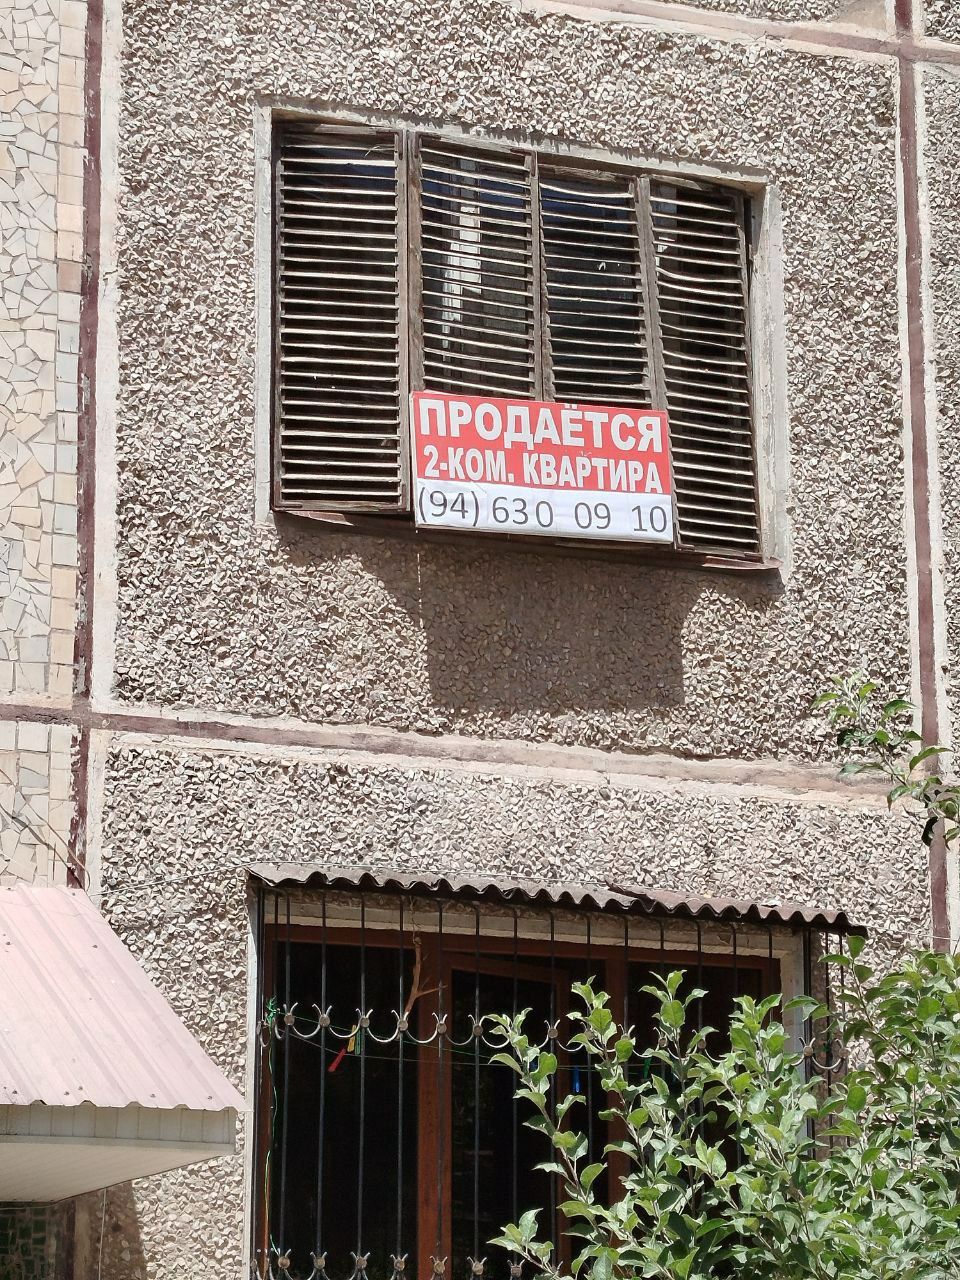 ПРОДАЁТСЯ
2-КОМ. КВАРТИРА
(94) 630 09 10